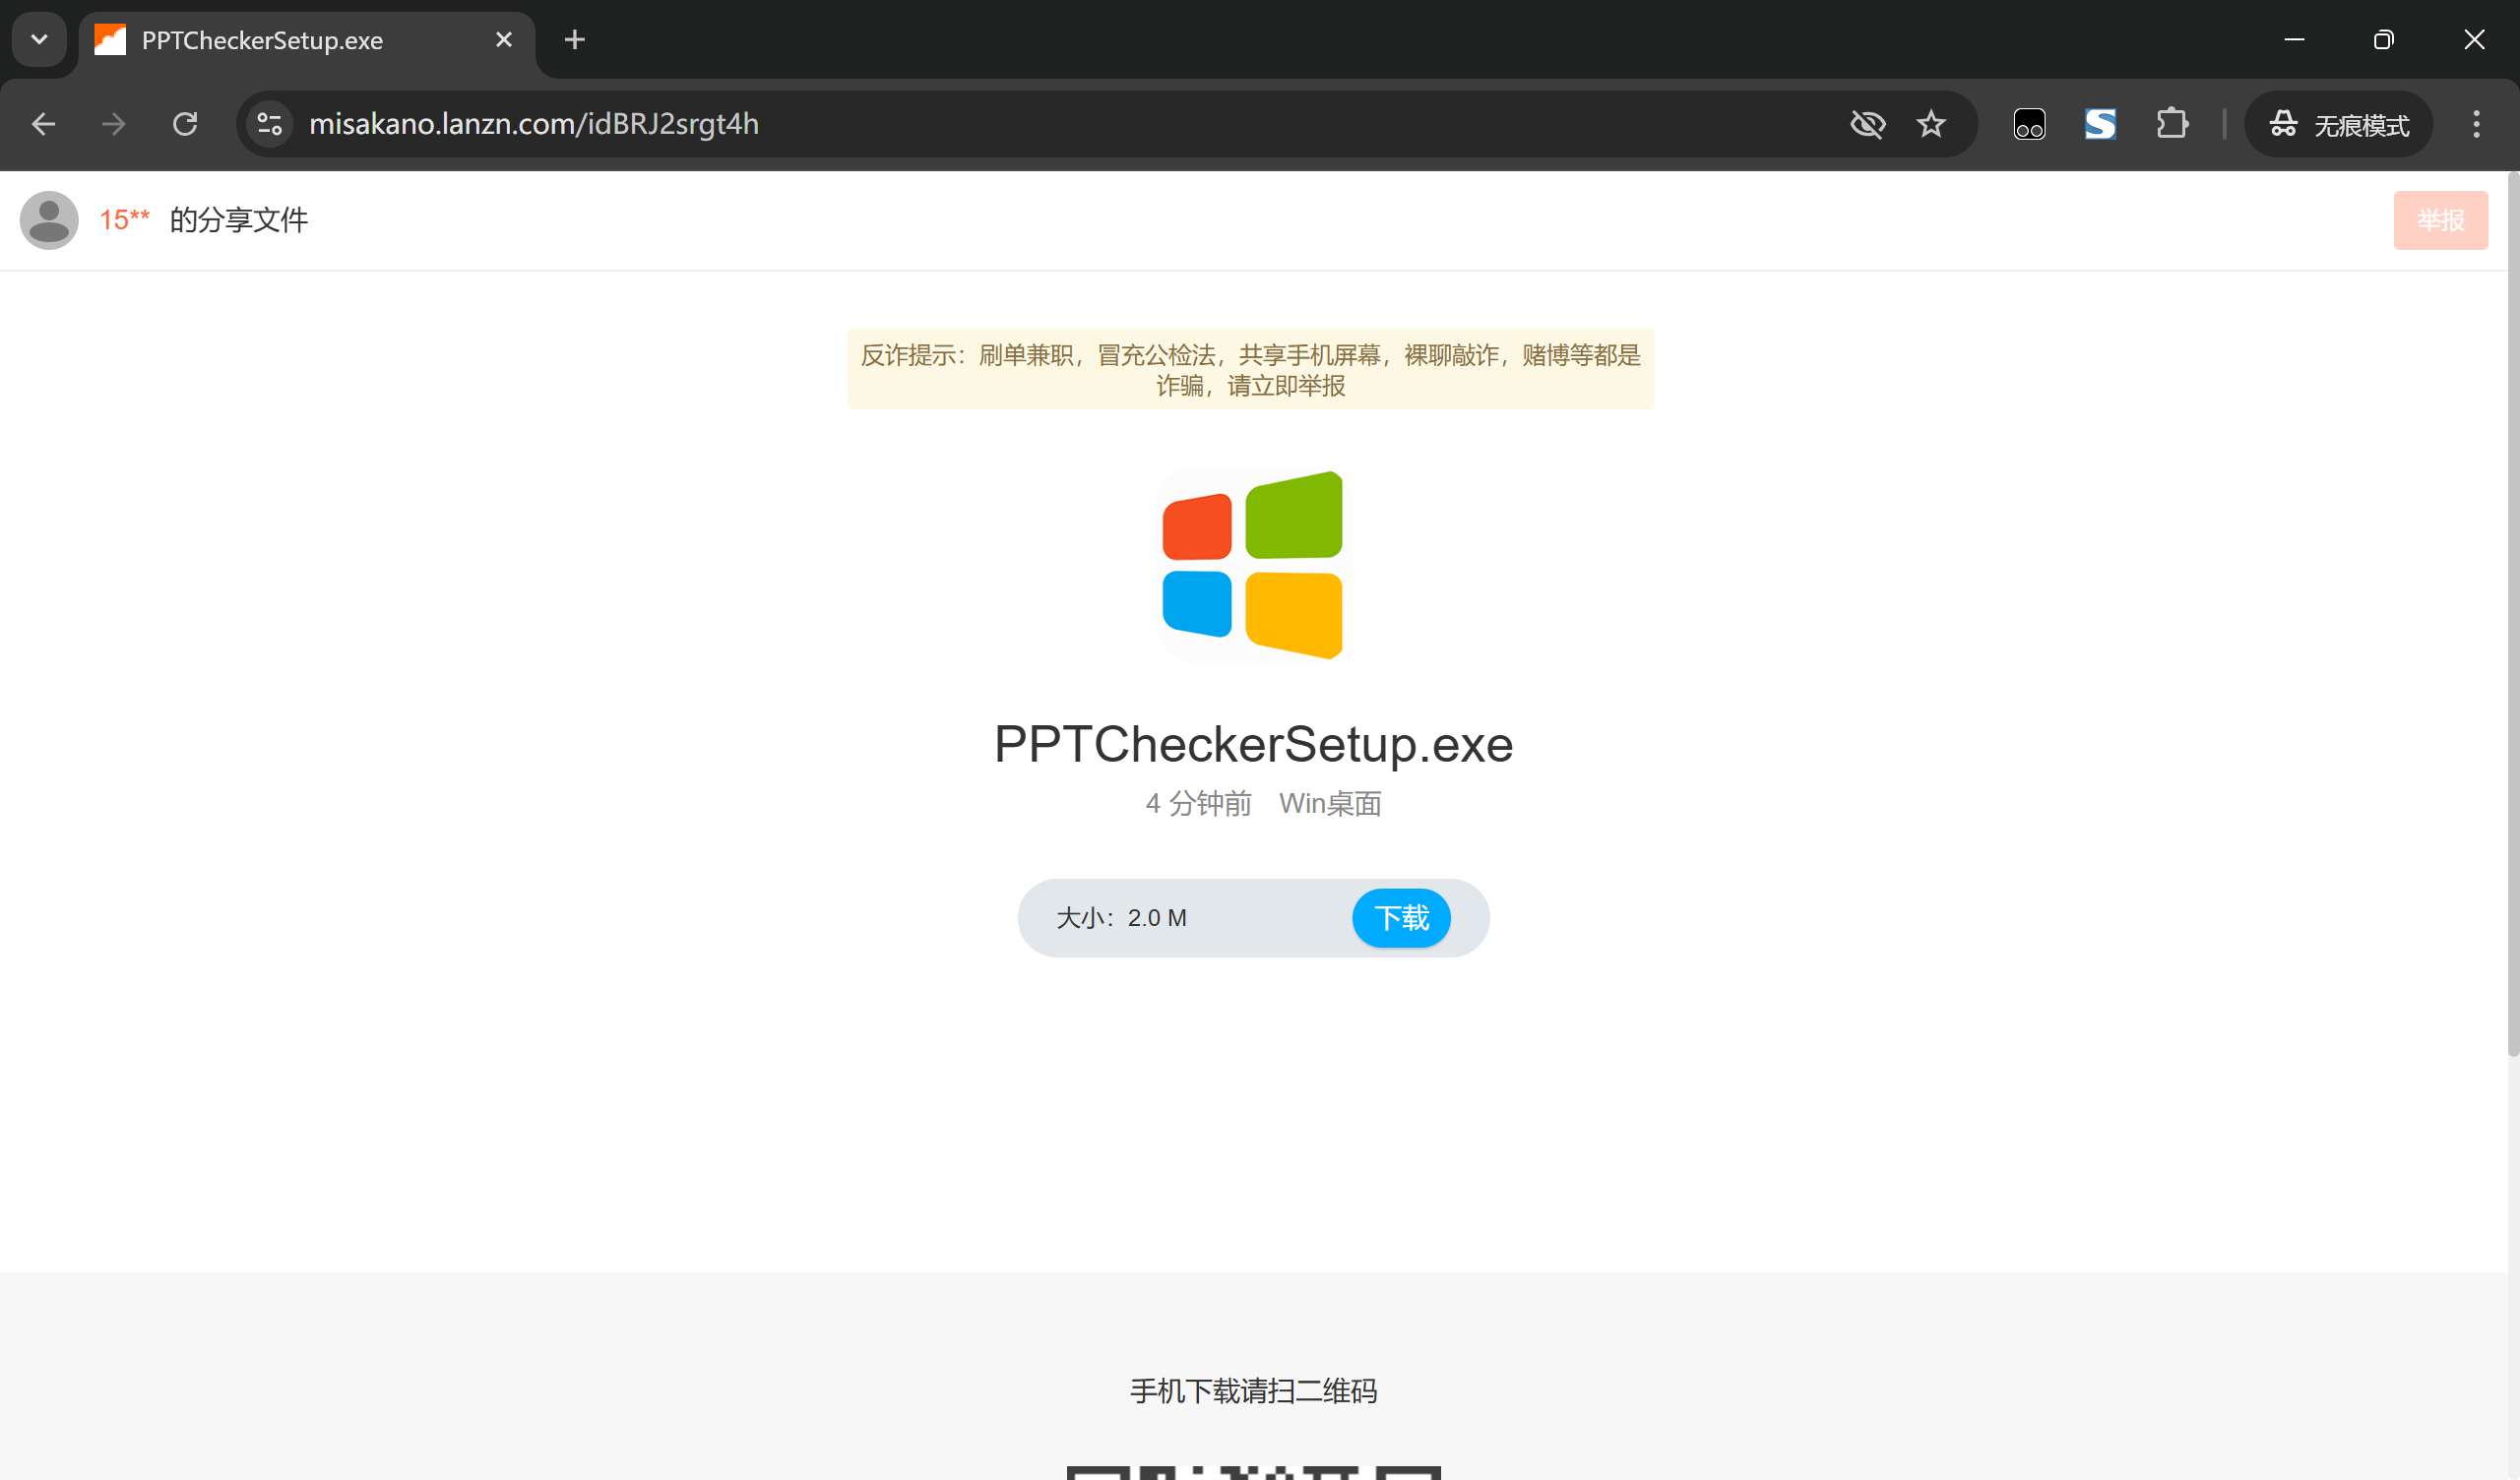 PPTCheckerSetup.exe
misakano.lanzn.com/idBRJ2srgt4h
无痕模式
15** 的分享文件
举报
反诈提示：刷单兼职，冒充公检法，共享手机屏幕，裸聊敲诈，赌博等都是
诈骗，请立即举报
PPTCheckerSetup.exe
4 分钟前 Win桌面
大小：2.0 M
下载
手机下载请扫二维码